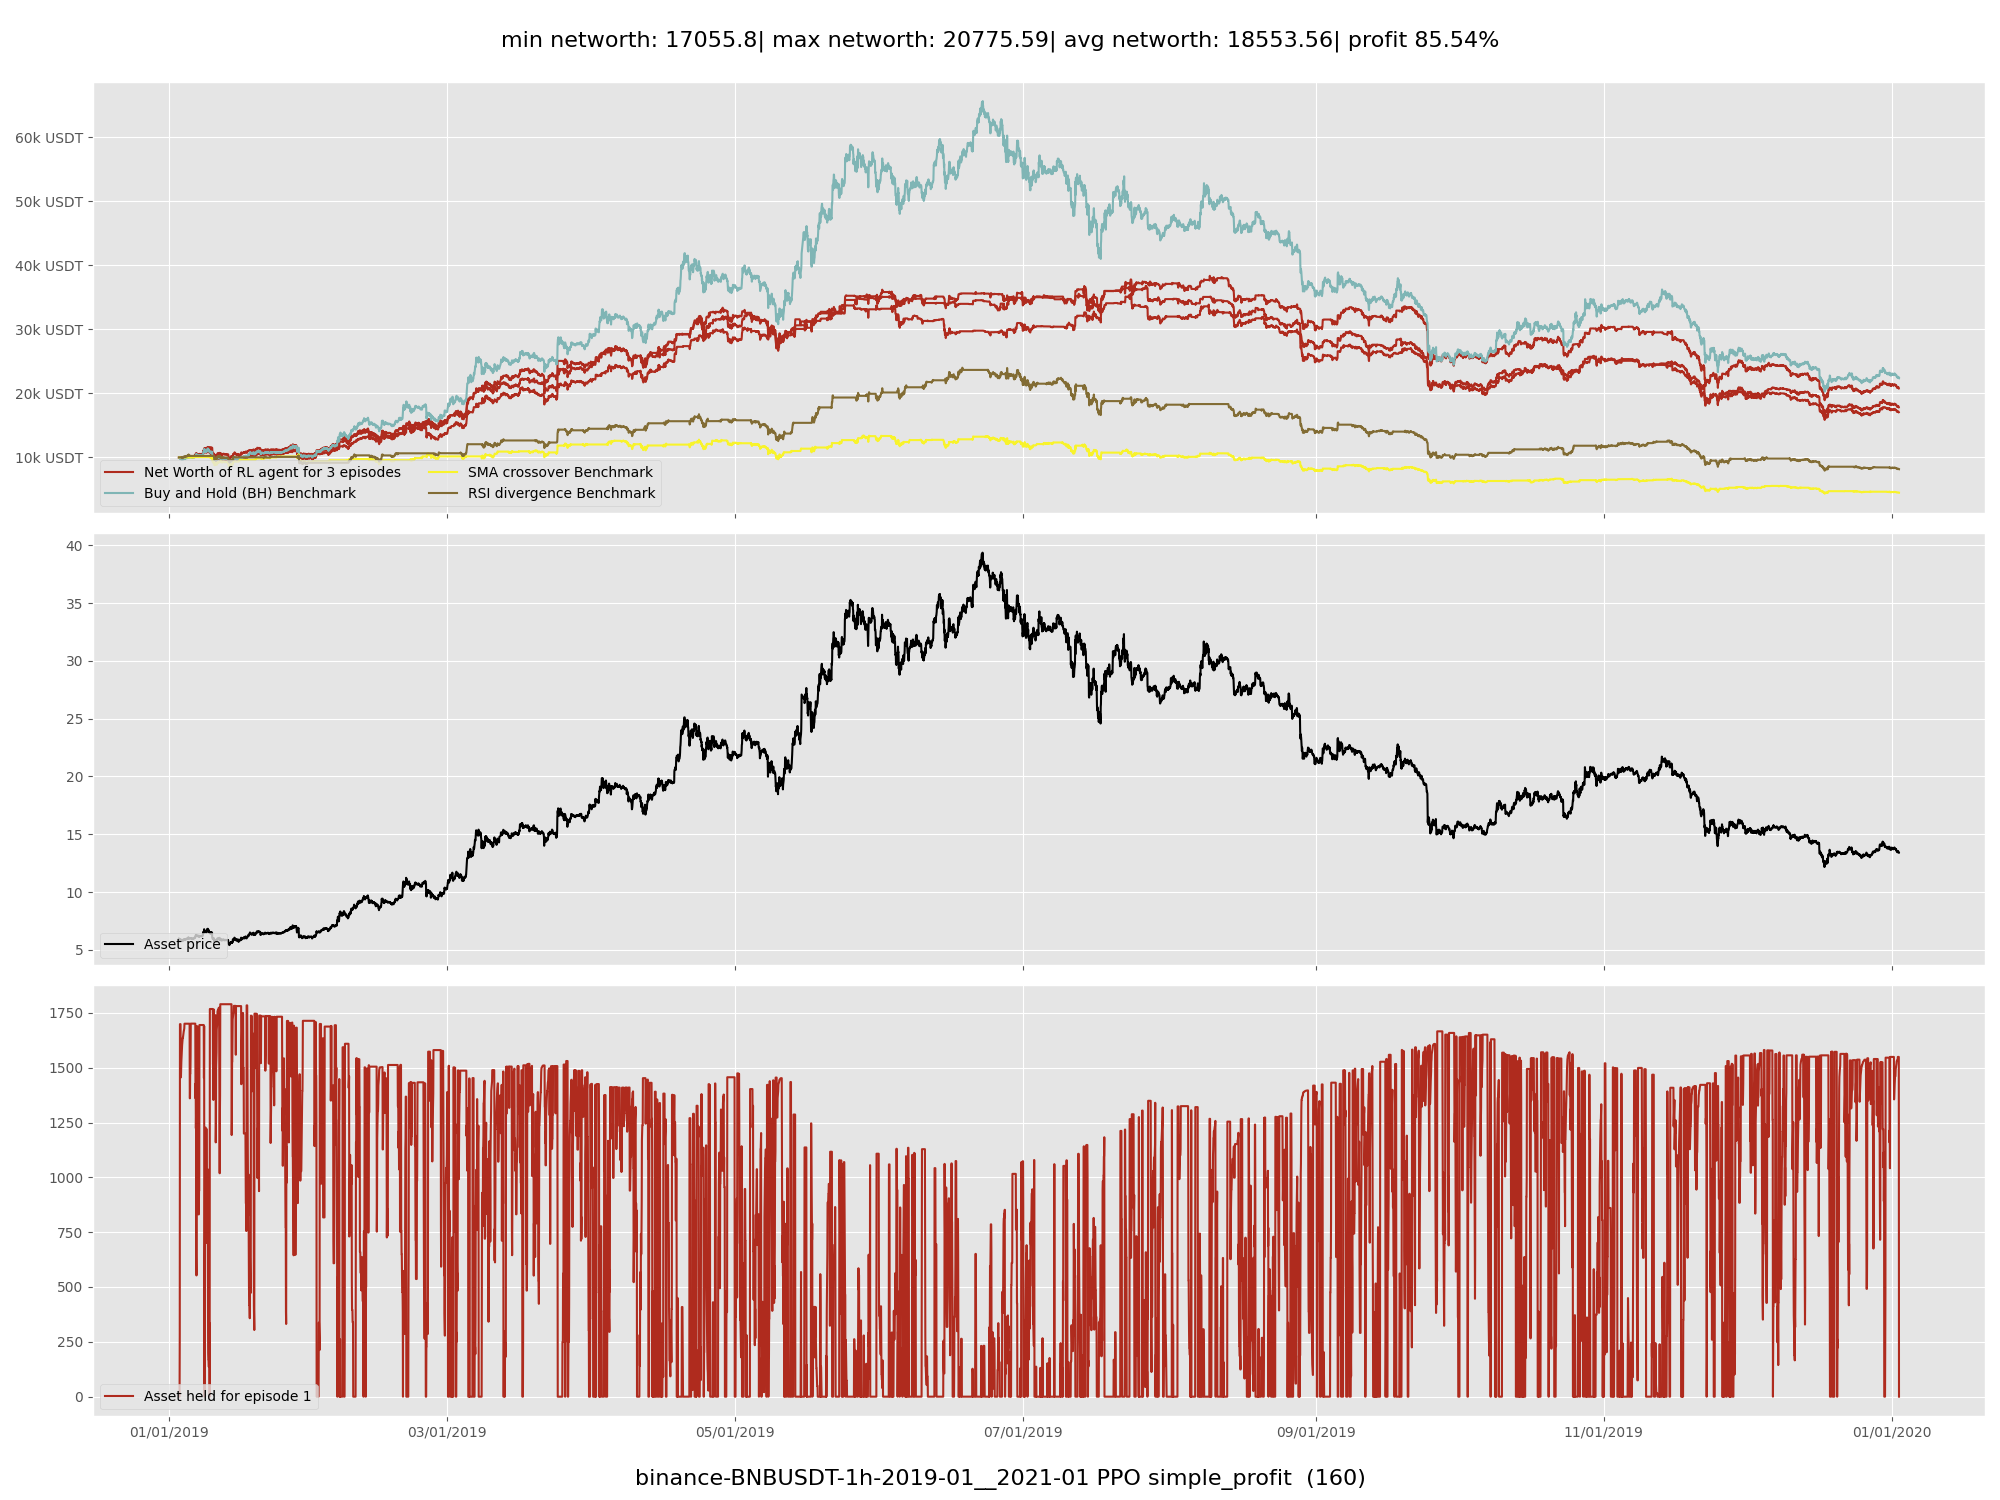 min networth: 17055.8| max networth: 20775.59| avg networth: 18553.56| profit 85.54%
60k USDT
50k USDT
40k USDT
30k USDT
20k USDT
10k USDT
Net Worth of RL agent for 3 episodes
Buy and Hold (BH) Benchmark
SMA crossover Benchmark
RSI divergence Benchmark
40
35
30
25
20
15
10
5
Asset price
1750
1500
1250
1000
750
500
250
0
Asset held for episode 1
01/01/2019 03/01/2019 05/01/2019 07/01/2019 09/01/2019 11/01/2019 01/01/2020
binance-BNBUSDT-1h-2019-01__2021-01 PPO simple_profit (160)